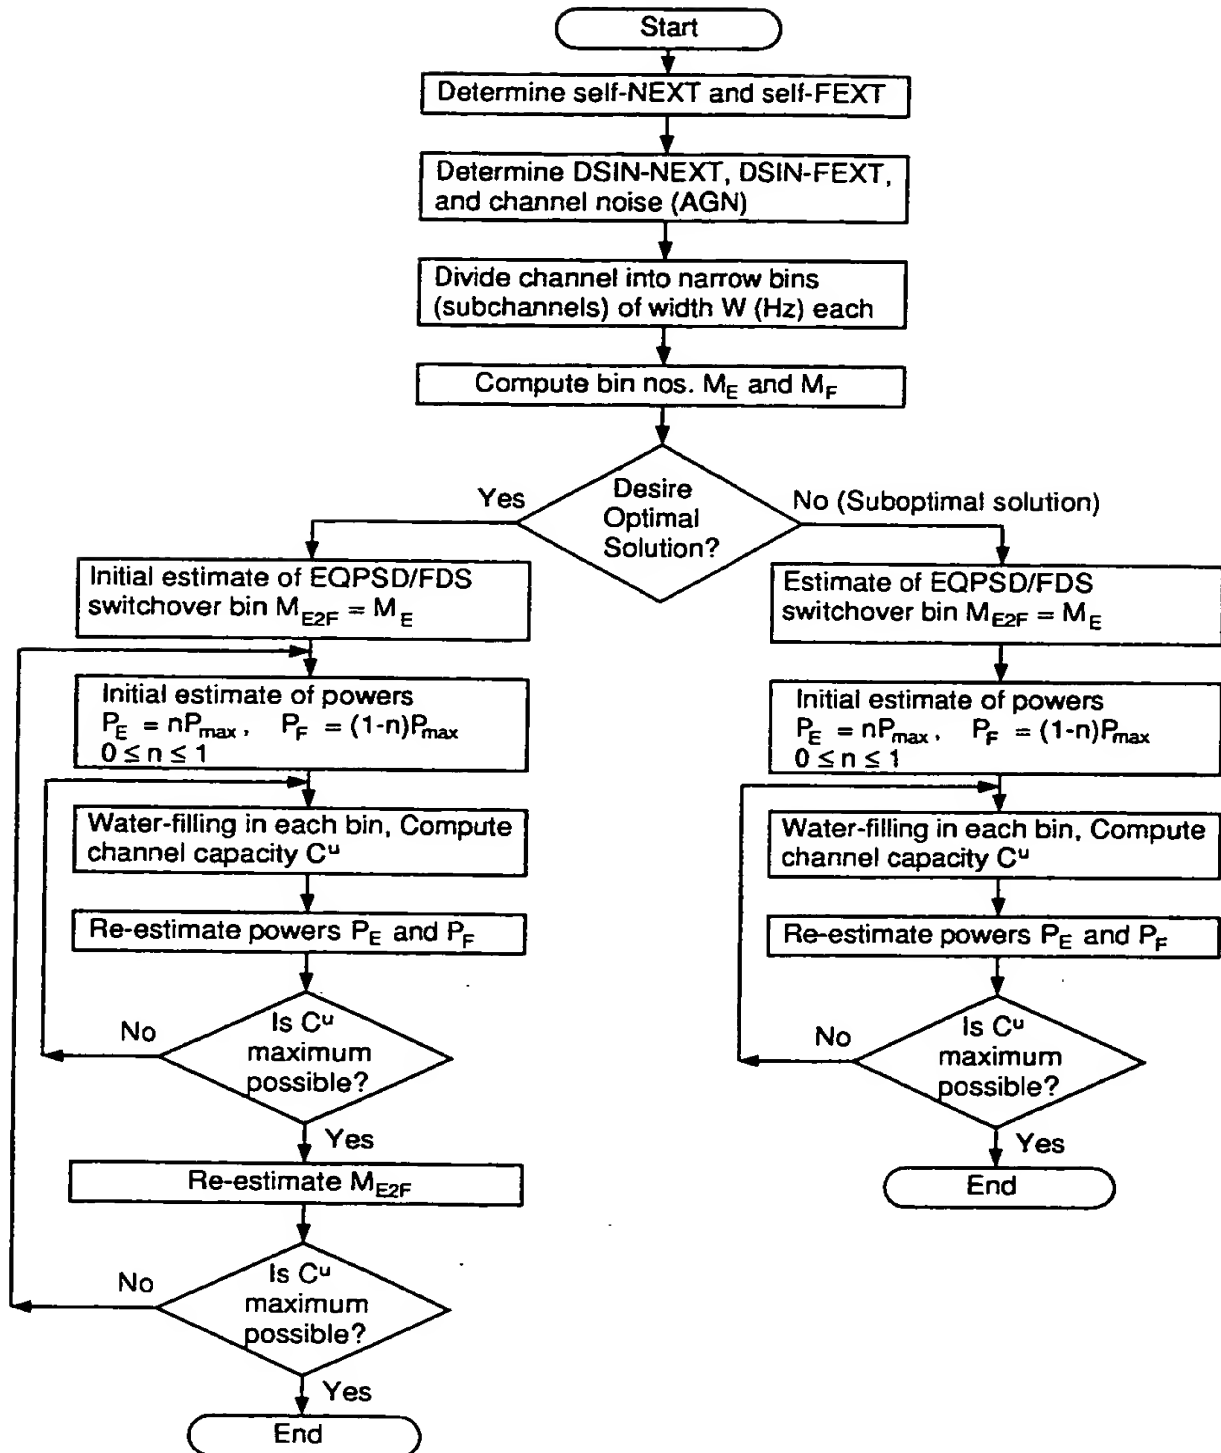 Start
Determine self-NEXT and self-FEXT
Determine DSIN-NEXT, DSIN-FEXT,
and channel noise (AGN)
Divide channel into narrow bins
(subchannels) of width W (Hz) each
Compute bin nos. M_E and M_F
Desire
Optimal
Solution?
Yes
No (Suboptimal solution)
Initial estimate of EQPSD/FDS
switchover bin M_E2F = M_E
Initial estimate of powers
P_E = nP_max, P_F = (1-n)P_max
0 ≤ n ≤ 1
Water-filling in each bin, Compute
channel capacity C^u
Re-estimate powers P_E and P_F
Is C^u
maximum
possible?
No
Yes
Re-estimate M_E2F
Is C^u
maximum
possible?
No
Yes
End
Estimate of EQPSD/FDS
switchover bin M_E2F = M_E
Initial estimate of powers
P_E = nP_max, P_F = (1-n)P_max
0 ≤ n ≤ 1
Water-filling in each bin, Compute
channel capacity C^u
Re-estimate powers P_E and P_F
Is C^u
maximum
possible?
No
Yes
End